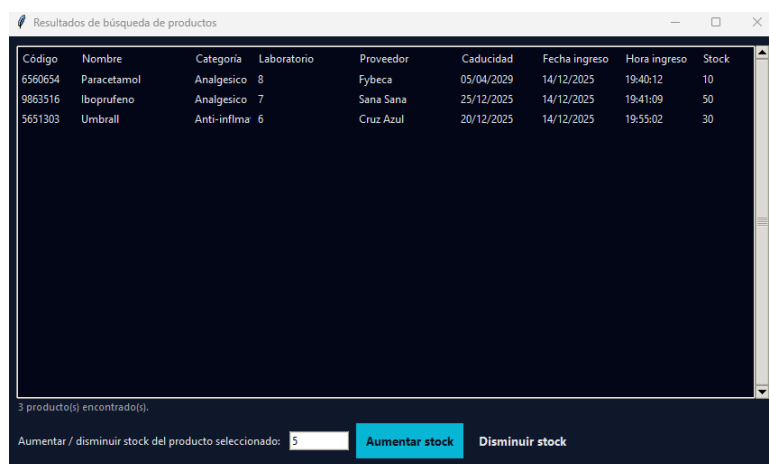 Resultados de búsqueda de productos
Código Nombre Categoría Laboratorio Proveedor Caducidad Fecha ingreso Hora ingreso Stock
6560654 Paracetamol Analgesico 8 Fybeca 05/04/2029 14/12/2025 19:40:12 10
9863516 Iboprufeno Analgesico 7 Sana Sana 25/12/2025 14/12/2025 19:41:09 50
5651303 Umbrall Anti-inflma 6 Cruz Azul 20/12/2025 14/12/2025 19:55:02 30
3 producto(s) encontrado(s).
Aumentar / disminuir stock del producto seleccionado: 5 Aumentar stock Disminuir stock